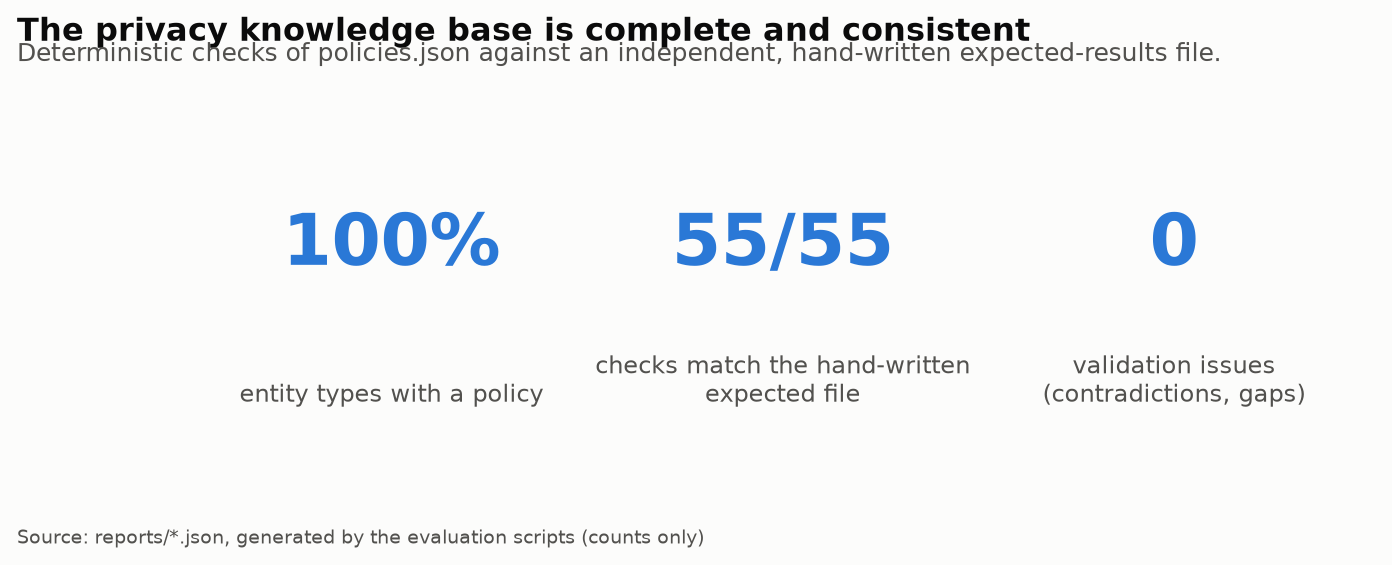 The privacy knowledge base is complete and consistent
Deterministic checks of policies.json against an independent, hand-written expected-results file.
100%
55/55
0
entity types with a policy
checks match the hand-written
expected file
validation issues
(contradictions, gaps)
Source: reports/*.json, generated by the evaluation scripts (counts only)